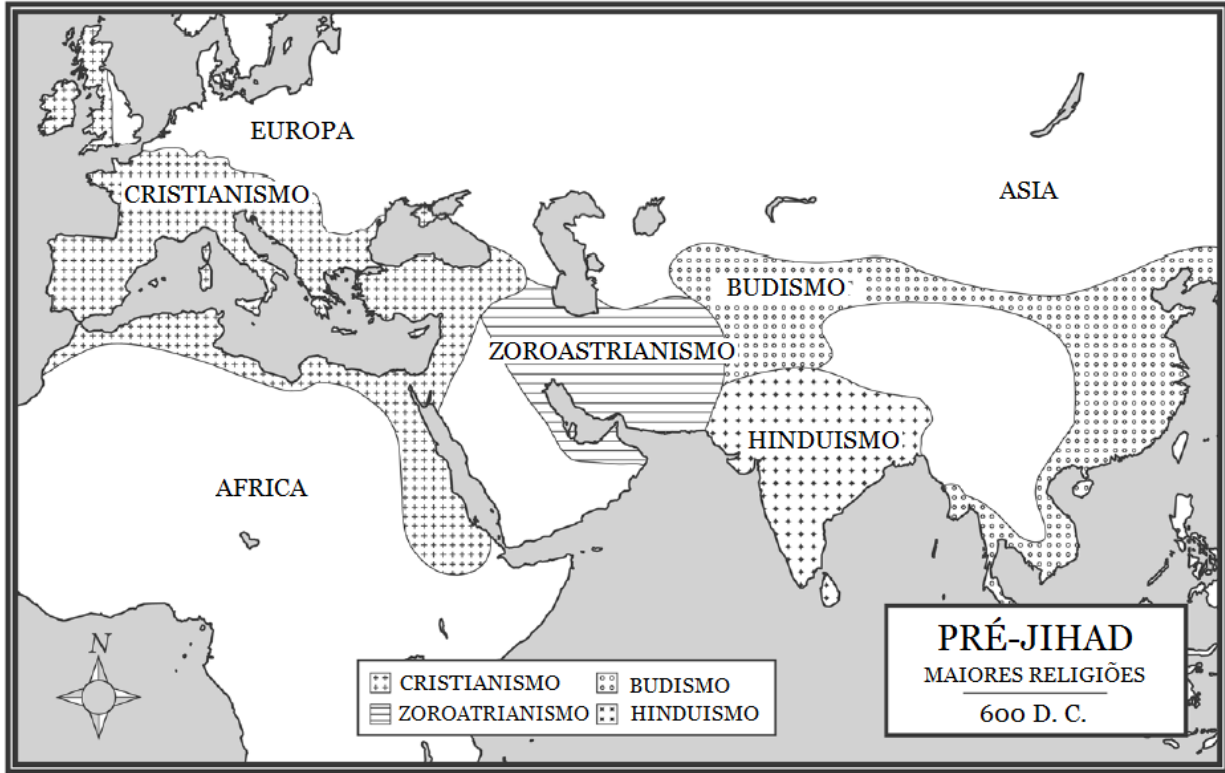 EUROPA
CRISTIANISMO
ASIA
BUDISMO
ZOROASTRIANISMO
HINDUISMO
AFRICA
N
CRISTIANISMO
BUDISMO
ZOROATRIANISMO
HINDUISMO
PRÉ-JIHAD
MAIORES RELIGIÕES
600 D. C.